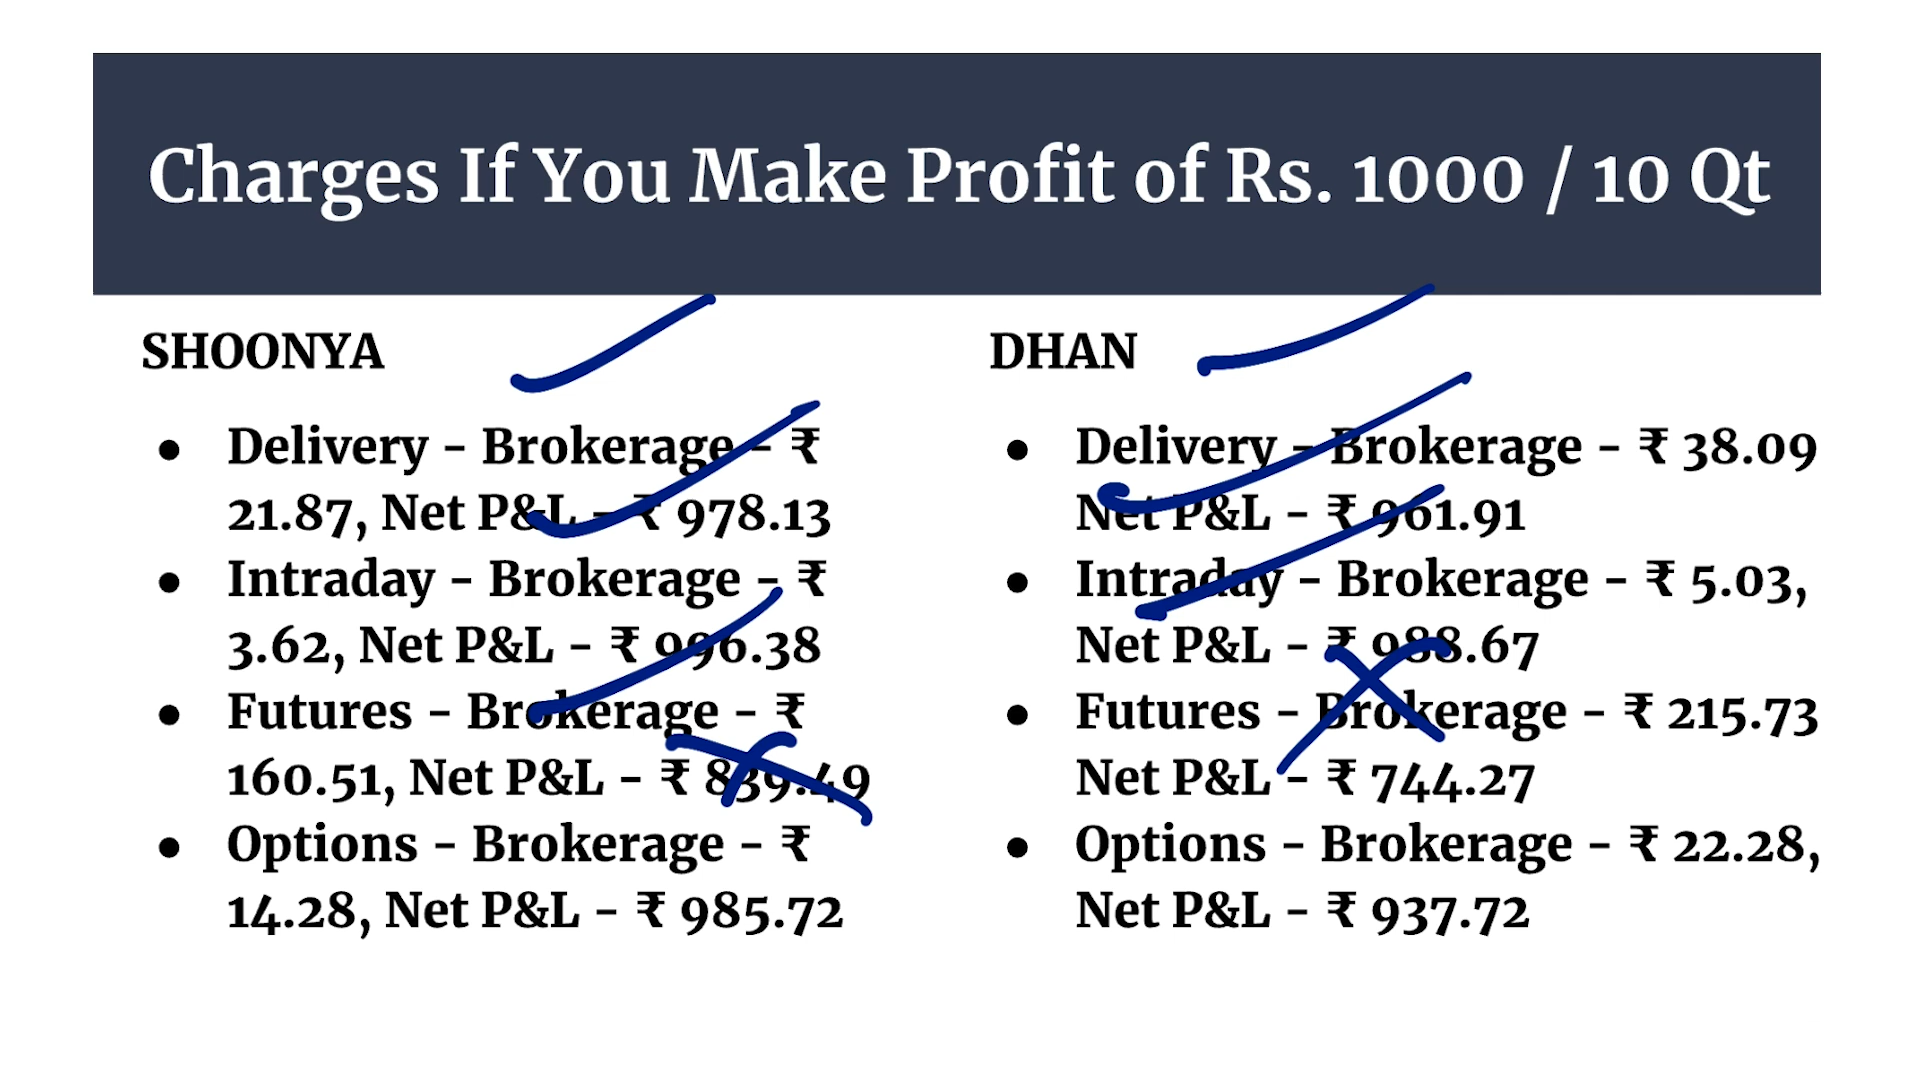 Charges If You Make Profit of Rs. 1000 / 10 Qt
SHOONYA
● Delivery - Brokerage - ₹
21.87, Net P&L - ₹ 978.13
● Intraday - Brokerage - ₹
3.62, Net P&L - ₹ 996.38
● Futures - Brokerage - ₹
160.51, Net P&L - ₹ 839.49
● Options - Brokerage - ₹
14.28, Net P&L - ₹ 985.72
DHAN
● Delivery - Brokerage - ₹ 38.09
Net P&L - ₹ 961.91
● Intraday - Brokerage - ₹ 5.03,
Net P&L - ₹ 988.67
● Futures - Brokerage - ₹ 215.73
Net P&L - ₹ 744.27
● Options - Brokerage - ₹ 22.28,
Net P&L - ₹ 937.72